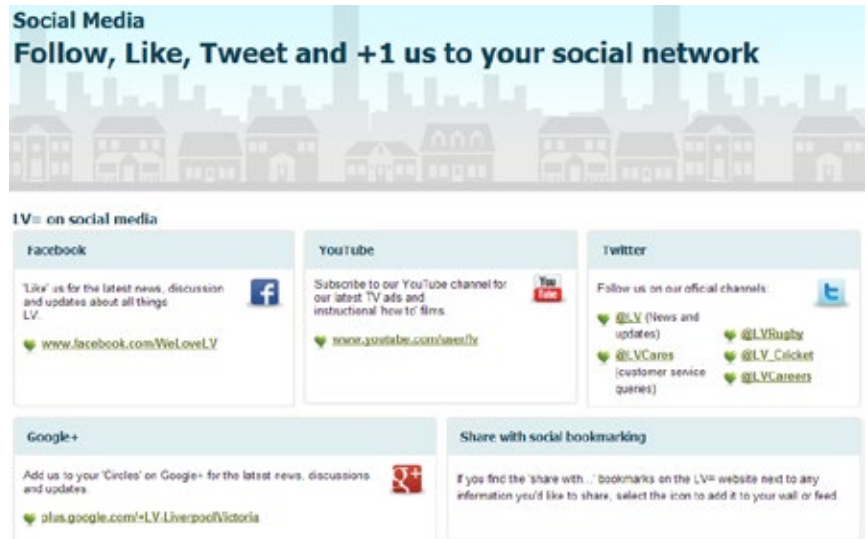 Social Media
Follow, Like, Tweet and +1 us to your social network
LV= on social media
Facebook
'Like' us for the latest news, discussion
and updates about all things
LV.
www.facebook.com/WeLoveLV
YouTube
Subscribe to our YouTube channel for
our latest TV ads and
instructional 'how to' films.
www.youtube.com/user/lv
You
Tube
Twitter
Follow us on our official channels:
@LV (News and
updates)
@LVCares
(customer service
queries)
@LVRugby
@LV_Cricket
@LVCareers
Google+
Add us to your 'Circles' on Google+ for the latest news, discussions
and updates.
plus.google.com/+LV-LiverpoolVictoria
Share with social bookmarking
If you find the 'share with...' bookmarks on the LV= website next to any
information you'd like to share, select the icon to add it to your wall or feed.